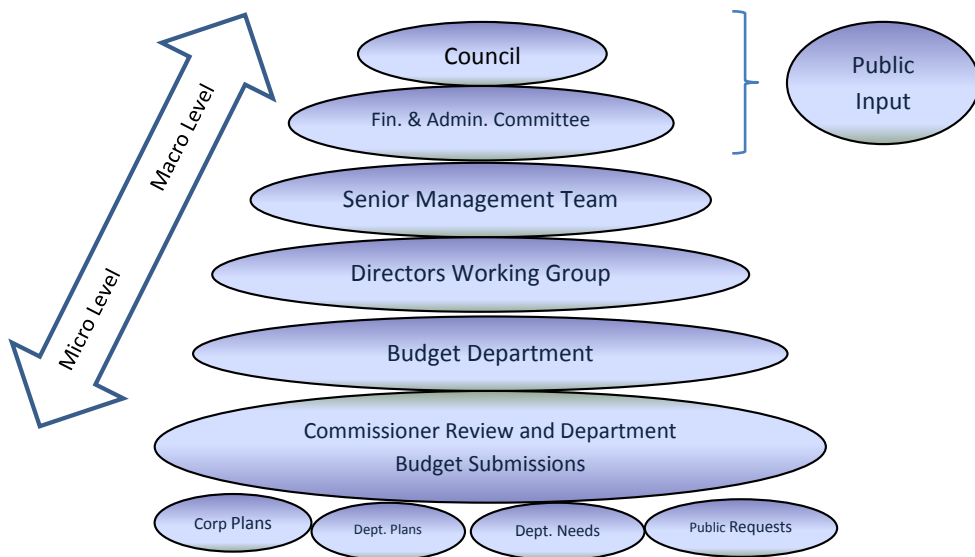 Council
Public
Input
Fin. & Admin. Committee
Macro Level
Senior Management Team
Directors Working Group
Micro Level
Budget Department
Commissioner Review and Department
Budget Submissions
Corp Plans
Dept. Plans
Dept. Needs
Public Requests